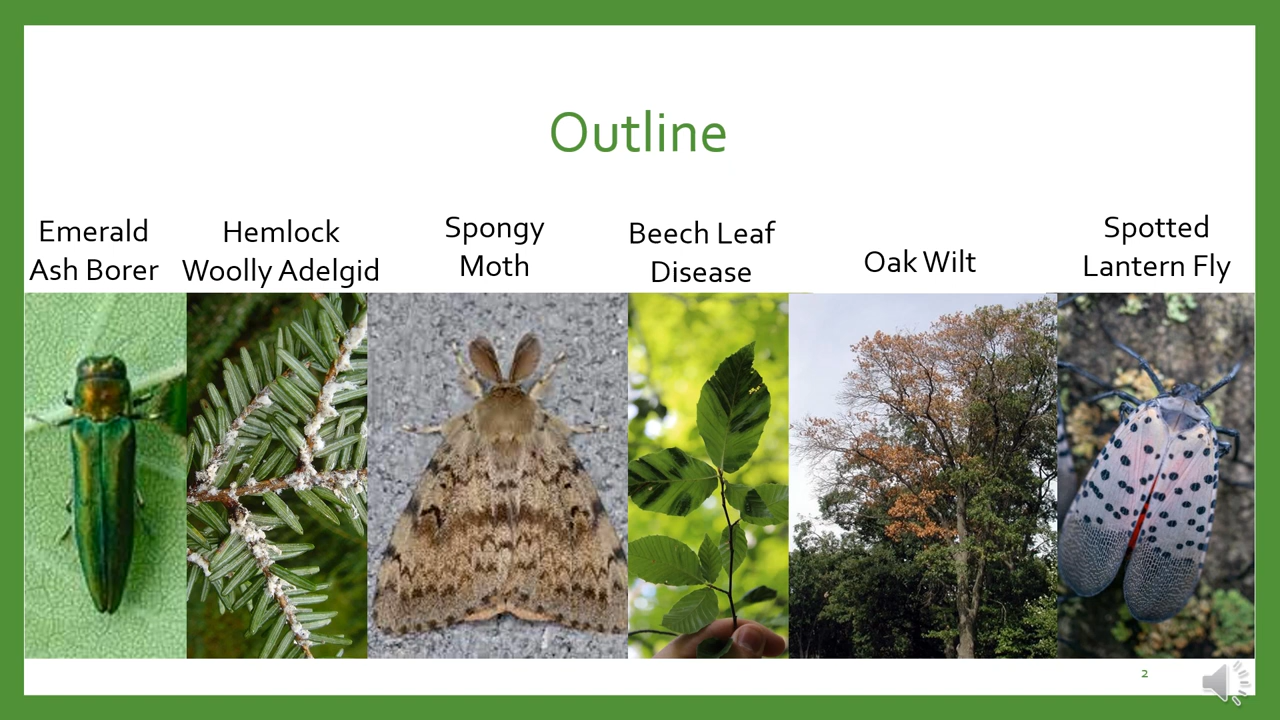 Outline
Emerald
Ash Borer
Hemlock
Woolly Adelgid
Spongy
Moth
Beech Leaf
Disease
Oak Wilt
Spotted
Lantern Fly
2